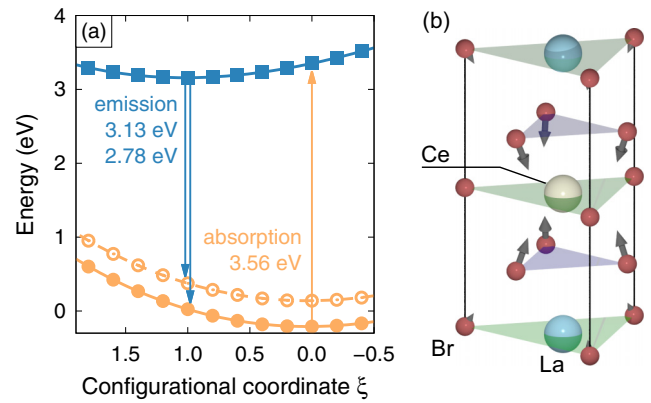 (a)
4
3
2
1
0
Energy (eV)
emission
3.13 eV
2.78 eV
absorption
3.56 eV
1.5 1.0 0.5 0.0 −0.5
Configurational coordinate ξ
(b)
Ce
Br
La